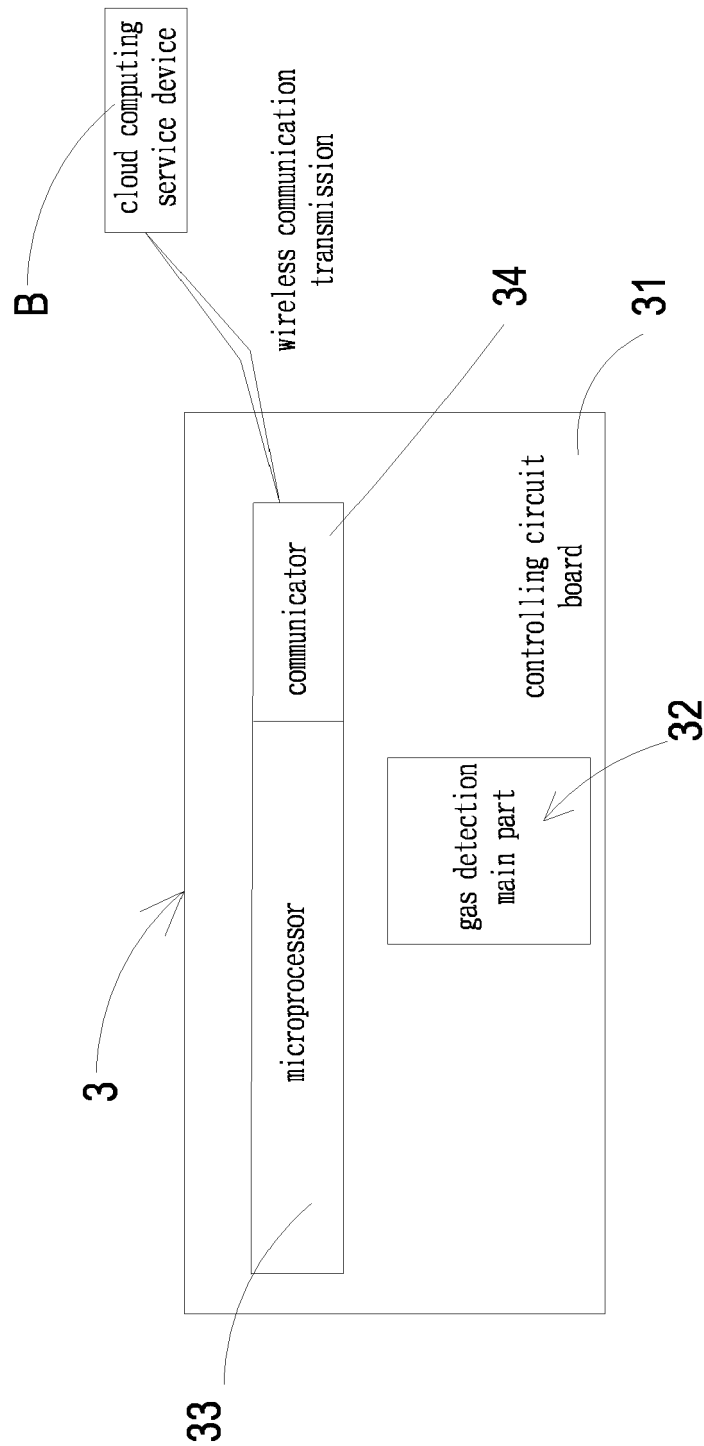 B
cloud computing
service device
wireless communication
transmission
3
34
communicator
microprocessor
31
controlling circuit
board
gas detection
main part
32
33